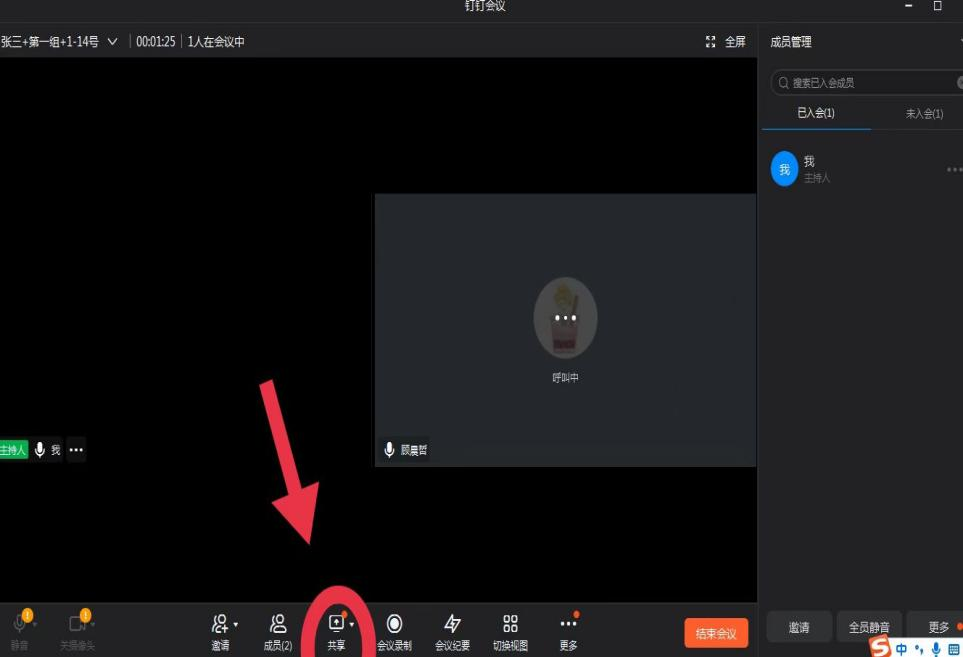 钉钉会议
张三+第一组+1-14号 00:01:25 1人在会议中 全屏 成员管理
搜索已入会成员
已入会(1) 未入会(1)
我 我
主持人
呼叫中
主持人 我 顾晨哲
静音 关摄像头 邀请 成员(2) 共享 会议录制 会议纪要 切换视图 更多 结束会议 邀请 全员静音 更多
S 中